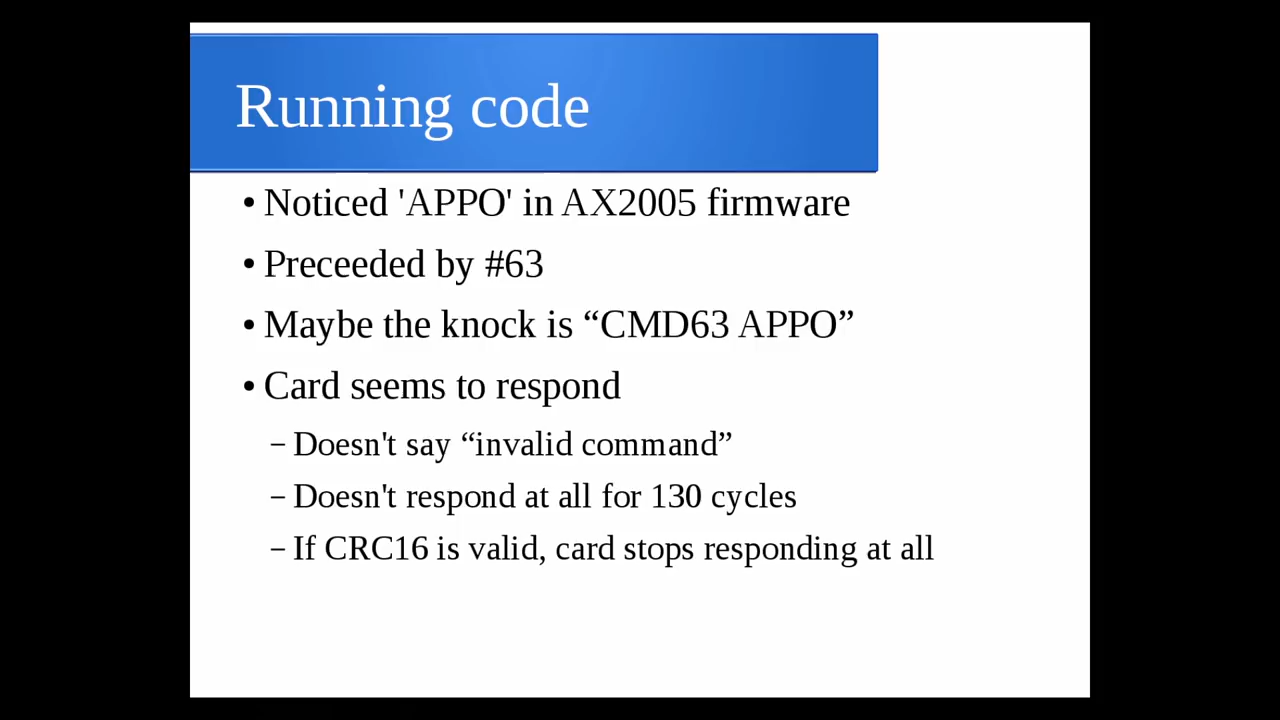 Running code
• Noticed 'APPO' in AX2005 firmware
• Preceeded by #63
• Maybe the knock is “CMD63 APPO”
• Card seems to respond
– Doesn't say “invalid command”
– Doesn't respond at all for 130 cycles
– If CRC16 is valid, card stops responding at all